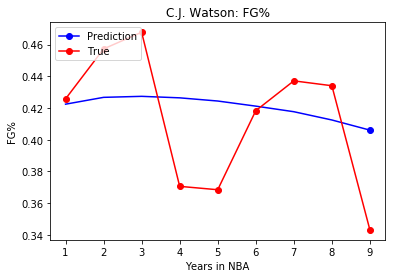 C.J. Watson: FG%
Prediction
True
0.46
0.44
0.42
0.40
0.38
0.36
0.34
FG%
1 2 3 4 5 6 7 8 9
Years in NBA